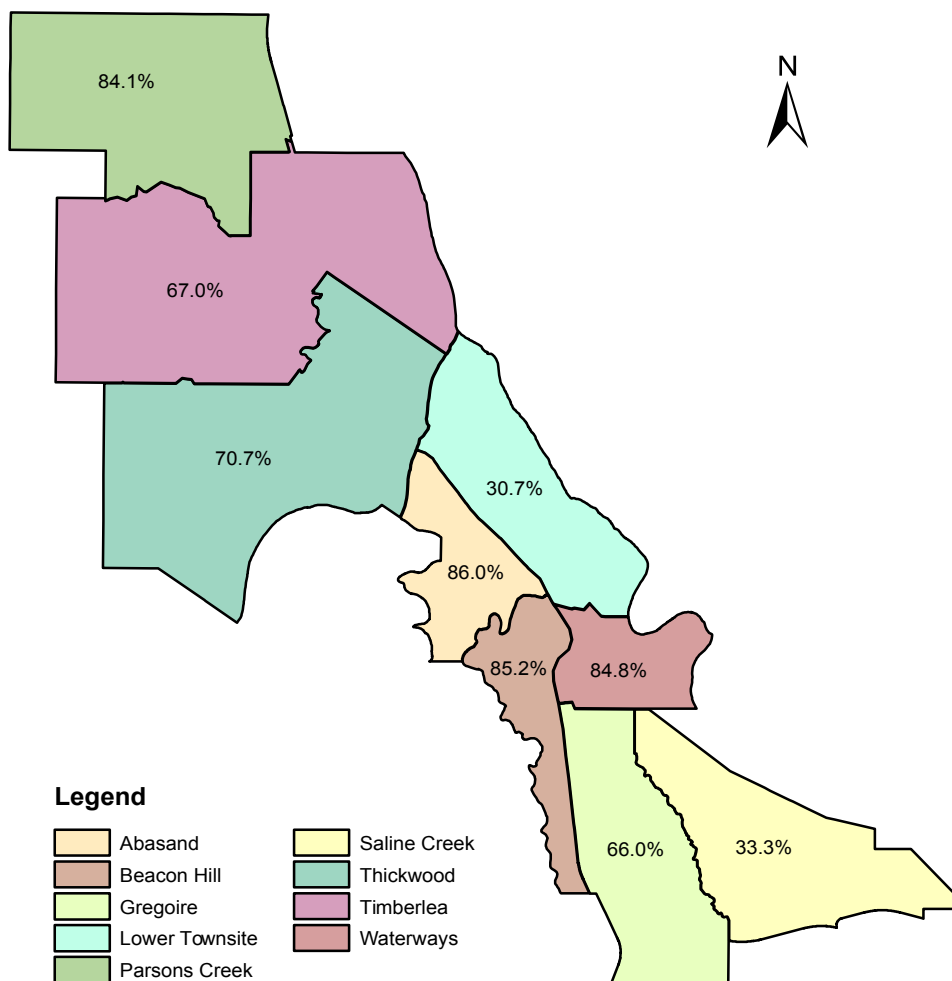 N
84.1%
67.0%
70.7%
30.7%
86.0%
85.2%
84.8%
66.0%
33.3%
Legend
Abasand
Beacon Hill
Gregoire
Lower Townsite
Parsons Creek
Saline Creek
Thickwood
Timberlea
Waterways